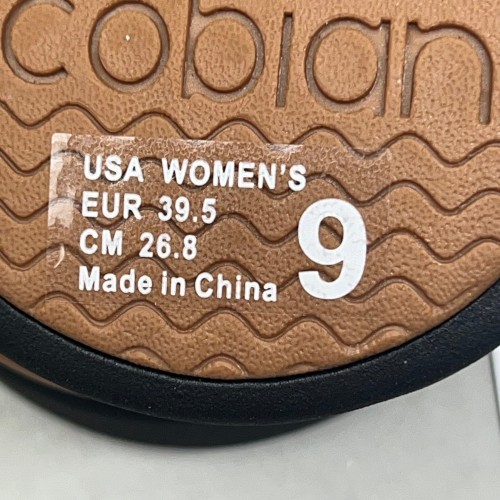 cobian
USA WOMEN'S
EUR 39.5
CM 26.8
Made in China
9